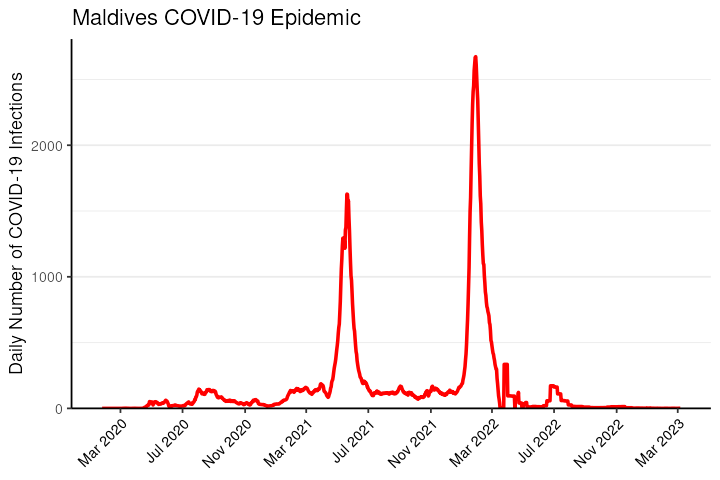 Maldives COVID-19 Epidemic
Daily Number of COVID-19 Infections
2000
1000
0
Mar 2020
Jul 2020
Nov 2020
Mar 2021
Jul 2021
Nov 2021
Mar 2022
Jul 2022
Nov 2022
Mar 2023